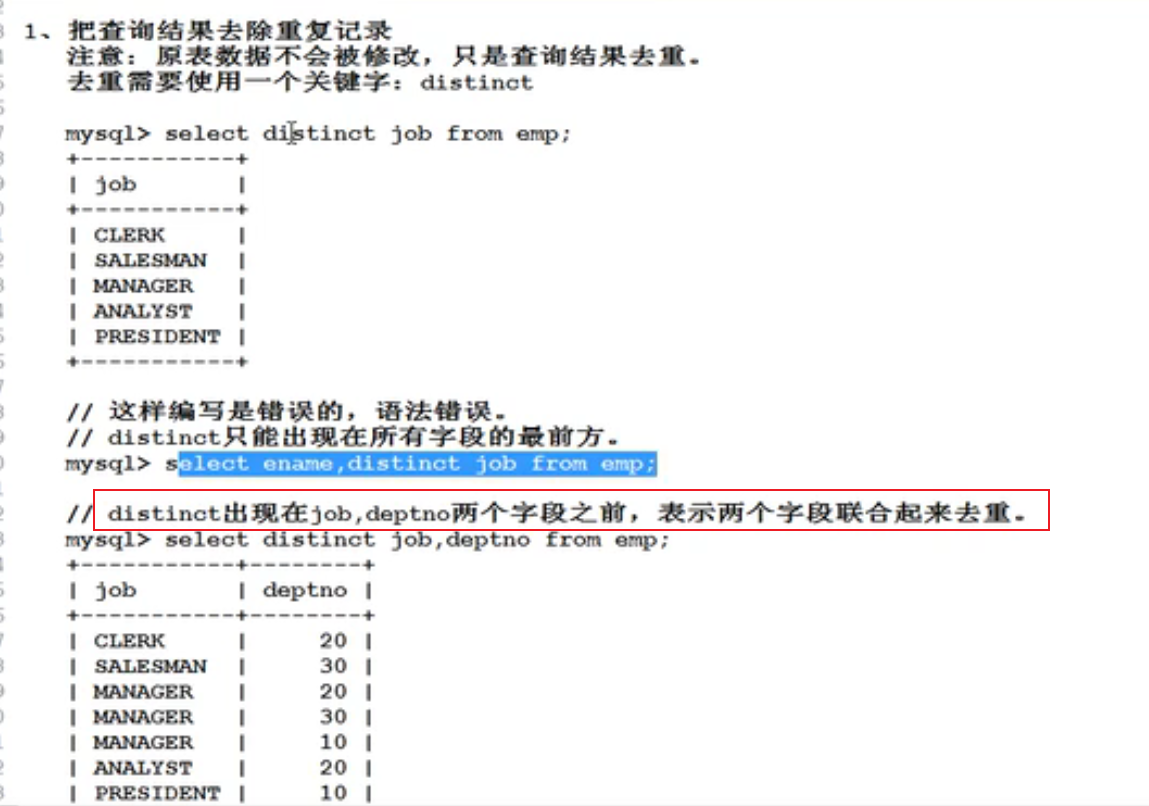 1、把查询结果去除重复记录
注意：原表数据不会被修改，只是查询结果去重。
去重需要使用一个关键字：distinct
mysql> select distinct job from emp;
+-----------+
| job       |
+-----------+
| CLERK     |
| SALESMAN  |
| MANAGER   |
| ANALYST   |
| PRESIDENT |
+-----------+
// 这样编写是错误的，语法错误。
// distinct只能出现在所有字段的最前方。
mysql> select ename,distinct job from emp;
// distinct出现在job,deptno两个字段之前，表示两个字段联合起来去重。
mysql> select distinct job,deptno from emp;
+-----------+--------+
| job       | deptno |
+-----------+--------+
| CLERK     |     20 |
| SALESMAN  |     30 |
| MANAGER   |     20 |
| MANAGER   |     30 |
| MANAGER   |     10 |
| ANALYST   |     20 |
| PRESIDENT |     10 |